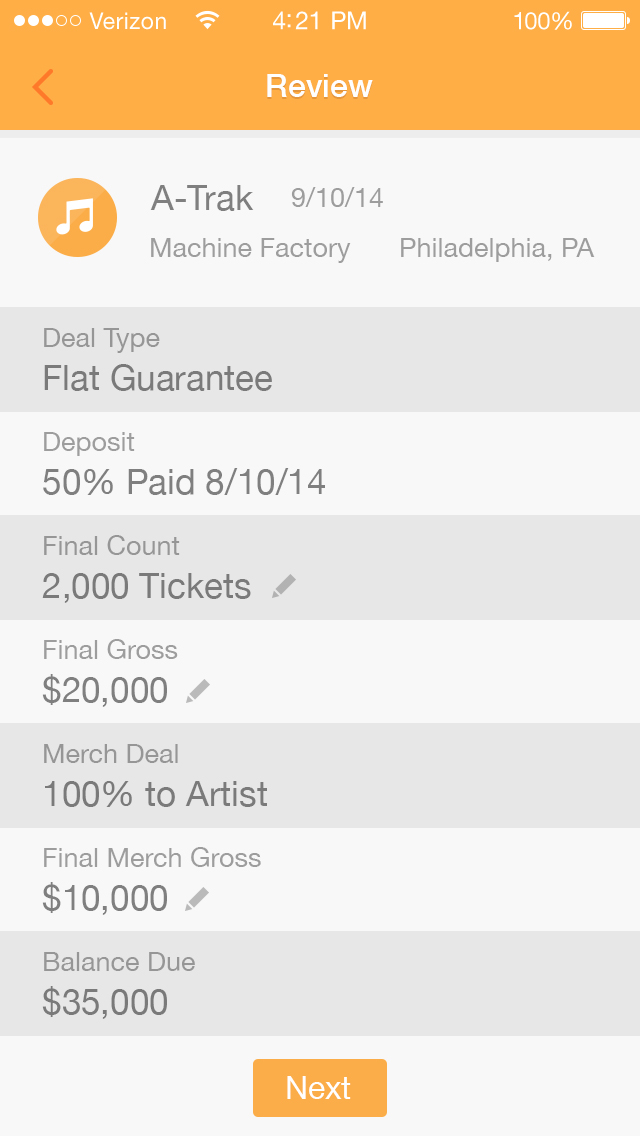 Verizon 4:21 PM 100%
Review
A-Trak 9/10/14
Machine Factory Philadelphia, PA
Deal Type
Flat Guarantee
Deposit
50% Paid 8/10/14
Final Count
2,000 Tickets
Final Gross
$20,000
Merch Deal
100% to Artist
Final Merch Gross
$10,000
Balance Due
$35,000
Next